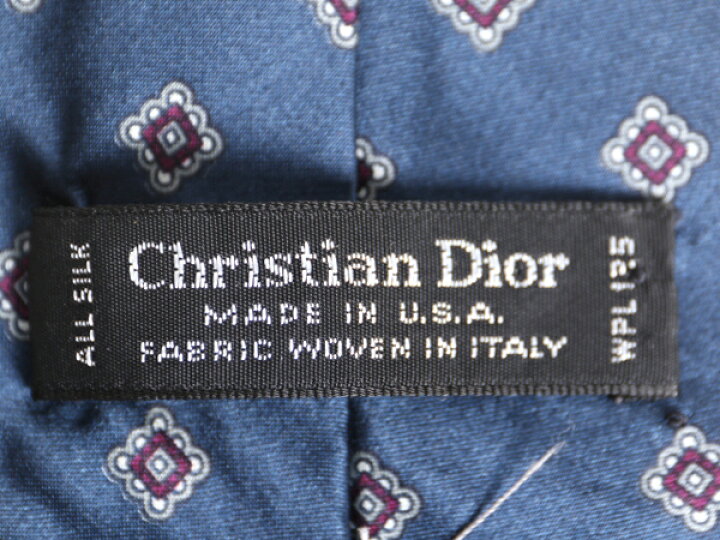 ALL SILK
Christian Dior
MADE IN U.S.A.
FABRIC WOVEN IN ITALY
WPL 125